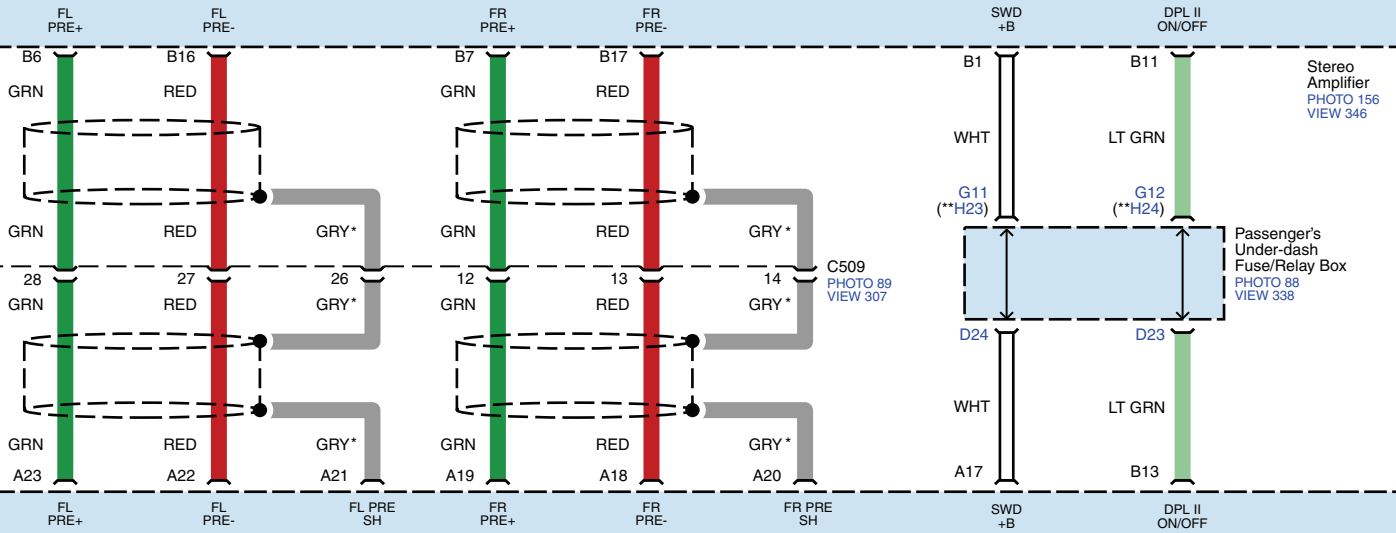 FL
PRE+
FL
PRE-
FR
PRE+
FR
PRE-
SWD
+B
DPL II
ON/OFF
B6
B16
B7
B17
B1
B11
Stereo
Amplifier
PHOTO 156
VIEW 346
GRN
RED
GRN
RED
WHT
LT GRN
G11
(**H23)
G12
(**H24)
GRN
RED
GRY*
GRN
RED
GRY*
Passenger's
Under-dash
Fuse/Relay Box
PHOTO 88
VIEW 338
C509
PHOTO 89
VIEW 307
28
27
26
12
13
14
GRN
RED
GRY*
GRN
RED
GRY*
D24
D23
WHT
LT GRN
GRN
RED
GRY*
GRN
RED
GRY*
A23
A22
A21
A19
A18
A20
A17
B13
FL
PRE+
FL
PRE-
FL PRE
SH
FR
PRE+
FR
PRE-
FR PRE
SH
SWD
+B
DPL II
ON/OFF